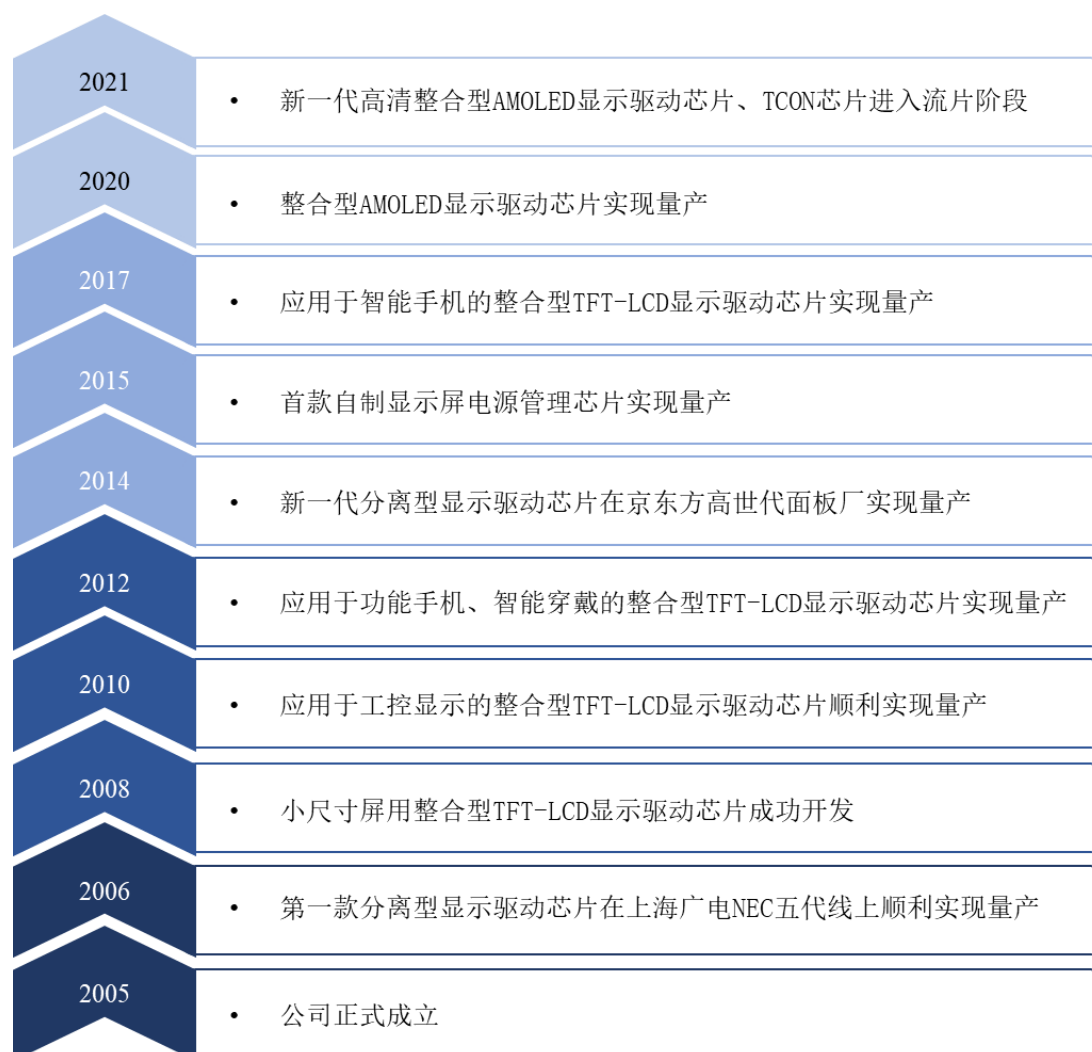 2021
• 新一代高清整合型AMOLED显示驱动芯片、TCON芯片进入流片阶段
2020
• 整合型AMOLED显示驱动芯片实现量产
2017
• 应用于智能手机的整合型TFT-LCD显示驱动芯片实现量产
2015
• 首款自制显示屏电源管理芯片实现量产
2014
• 新一代分离型显示驱动芯片在京东方高世代面板厂实现量产
2012
• 应用于功能手机、智能穿戴的整合型TFT-LCD显示驱动芯片实现量产
2010
• 应用于工控显示的整合型TFT-LCD显示驱动芯片顺利实现量产
2008
• 小尺寸屏用整合型TFT-LCD显示驱动芯片成功开发
2006
• 第一款分离型显示驱动芯片在上海广电NEC五代线上顺利实现量产
2005
• 公司正式成立